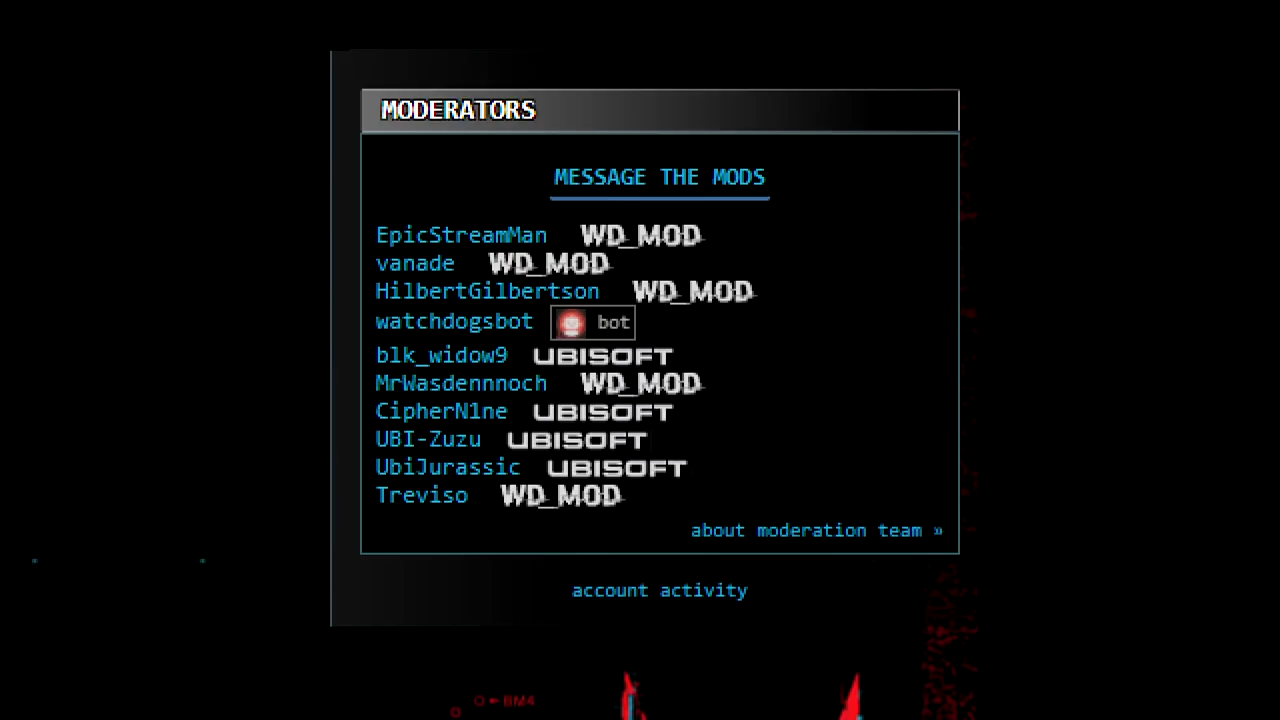 MODERATORS
MESSAGE THE MODS
EpicStreamMan WD_MOD
vanade WD_MOD
HilbertGilbertson WD_MOD
watchdogsbot bot
blk_widow9 UBISOFT
MrWasdennnoch WD_MOD
CipherN1ne UBISOFT
UBI-Zuzu UBISOFT
UbiJurassic UBISOFT
Treviso WD_MOD
about moderation team »
account activity
BM4